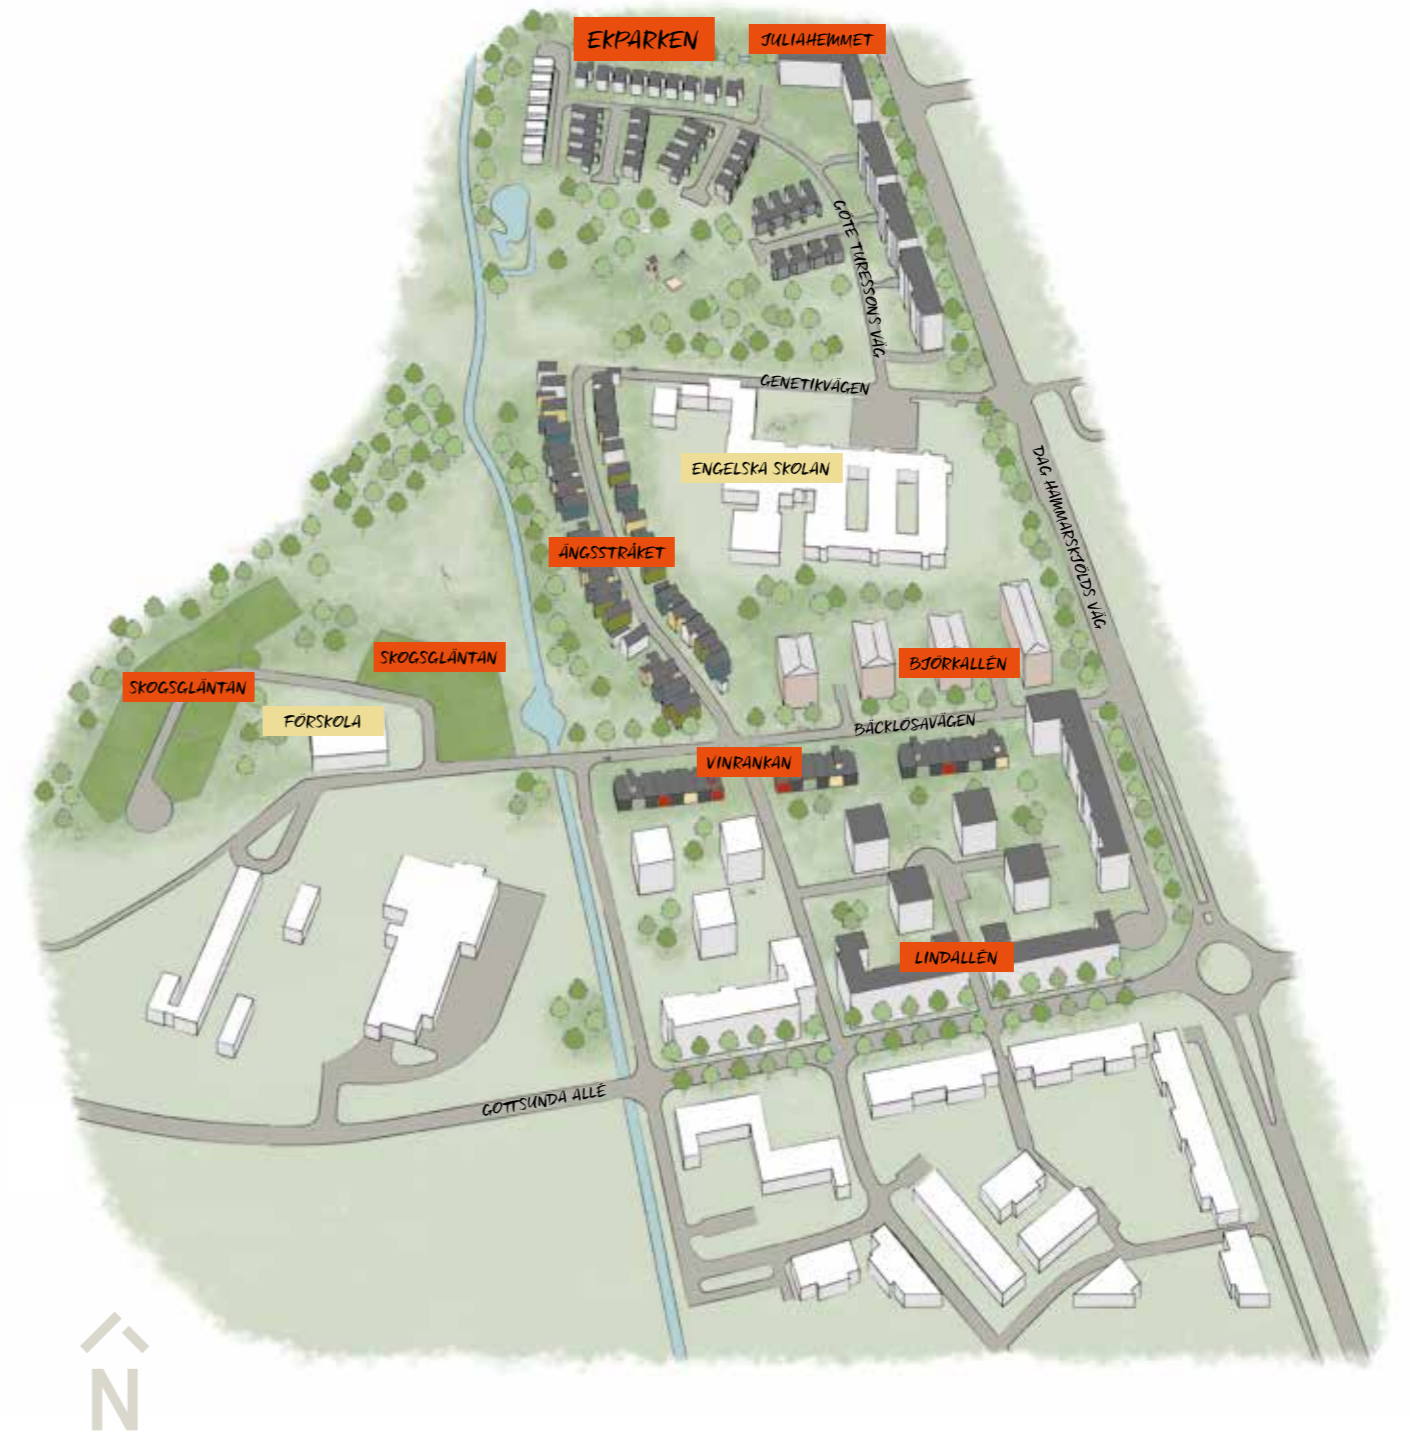 EKPARKEN
JULIAHEMMET
GÖTE TURESSONS VÄG
GENETIKVÄGEN
ENGELSKA SKOLAN
DAG HAMMARSKJÖLDS VÄG
ÄNGSSTRÅKET
SKOGSGLÄNTAN
SKOGSGLÄNTAN
BJÖRKALLÉN
FÖRSKOLA
BÄCKLÖSAVÄGEN
VINRANKAN
LINDALLÉN
GOTTSUNDA ALLÉ
N